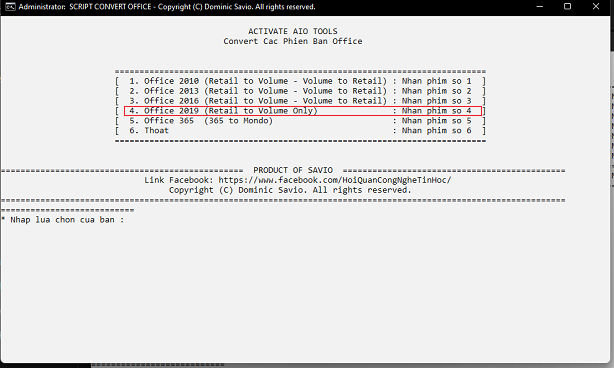 Administrator: SCRIPT CONVERT OFFICE - Copyright (C) Dominic Savio. All rights reserved.
ACTIVATE AIO TOOLS
Convert Cac Phien Ban Office
============================================================================
[ 1. Office 2010 (Retail to Volume - Volume to Retail) : Nhan phim so 1 ]
[ 2. Office 2013 (Retail to Volume - Volume to Retail) : Nhan phim so 2 ]
[ 3. Office 2016 (Retail to Volume - Volume to Retail) : Nhan phim so 3 ]
[ 4. Office 2019 (Retail to Volume Only) : Nhan phim so 4 ]
[ 5. Office 365 (365 to Mondo) : Nhan phim so 5 ]
[ 6. Thoat : Nhan phim so 6 ]
============================================================================
================================================== PRODUCT OF SAVIO ==============================================
Link Facebook: https://www.facebook.com/HoiQuanCongNgheTinHoc/
Copyright (C) Dominic Savio. All rights reserved.
====================================================================================================================
===========================
* Nhap lua chon cua ban :